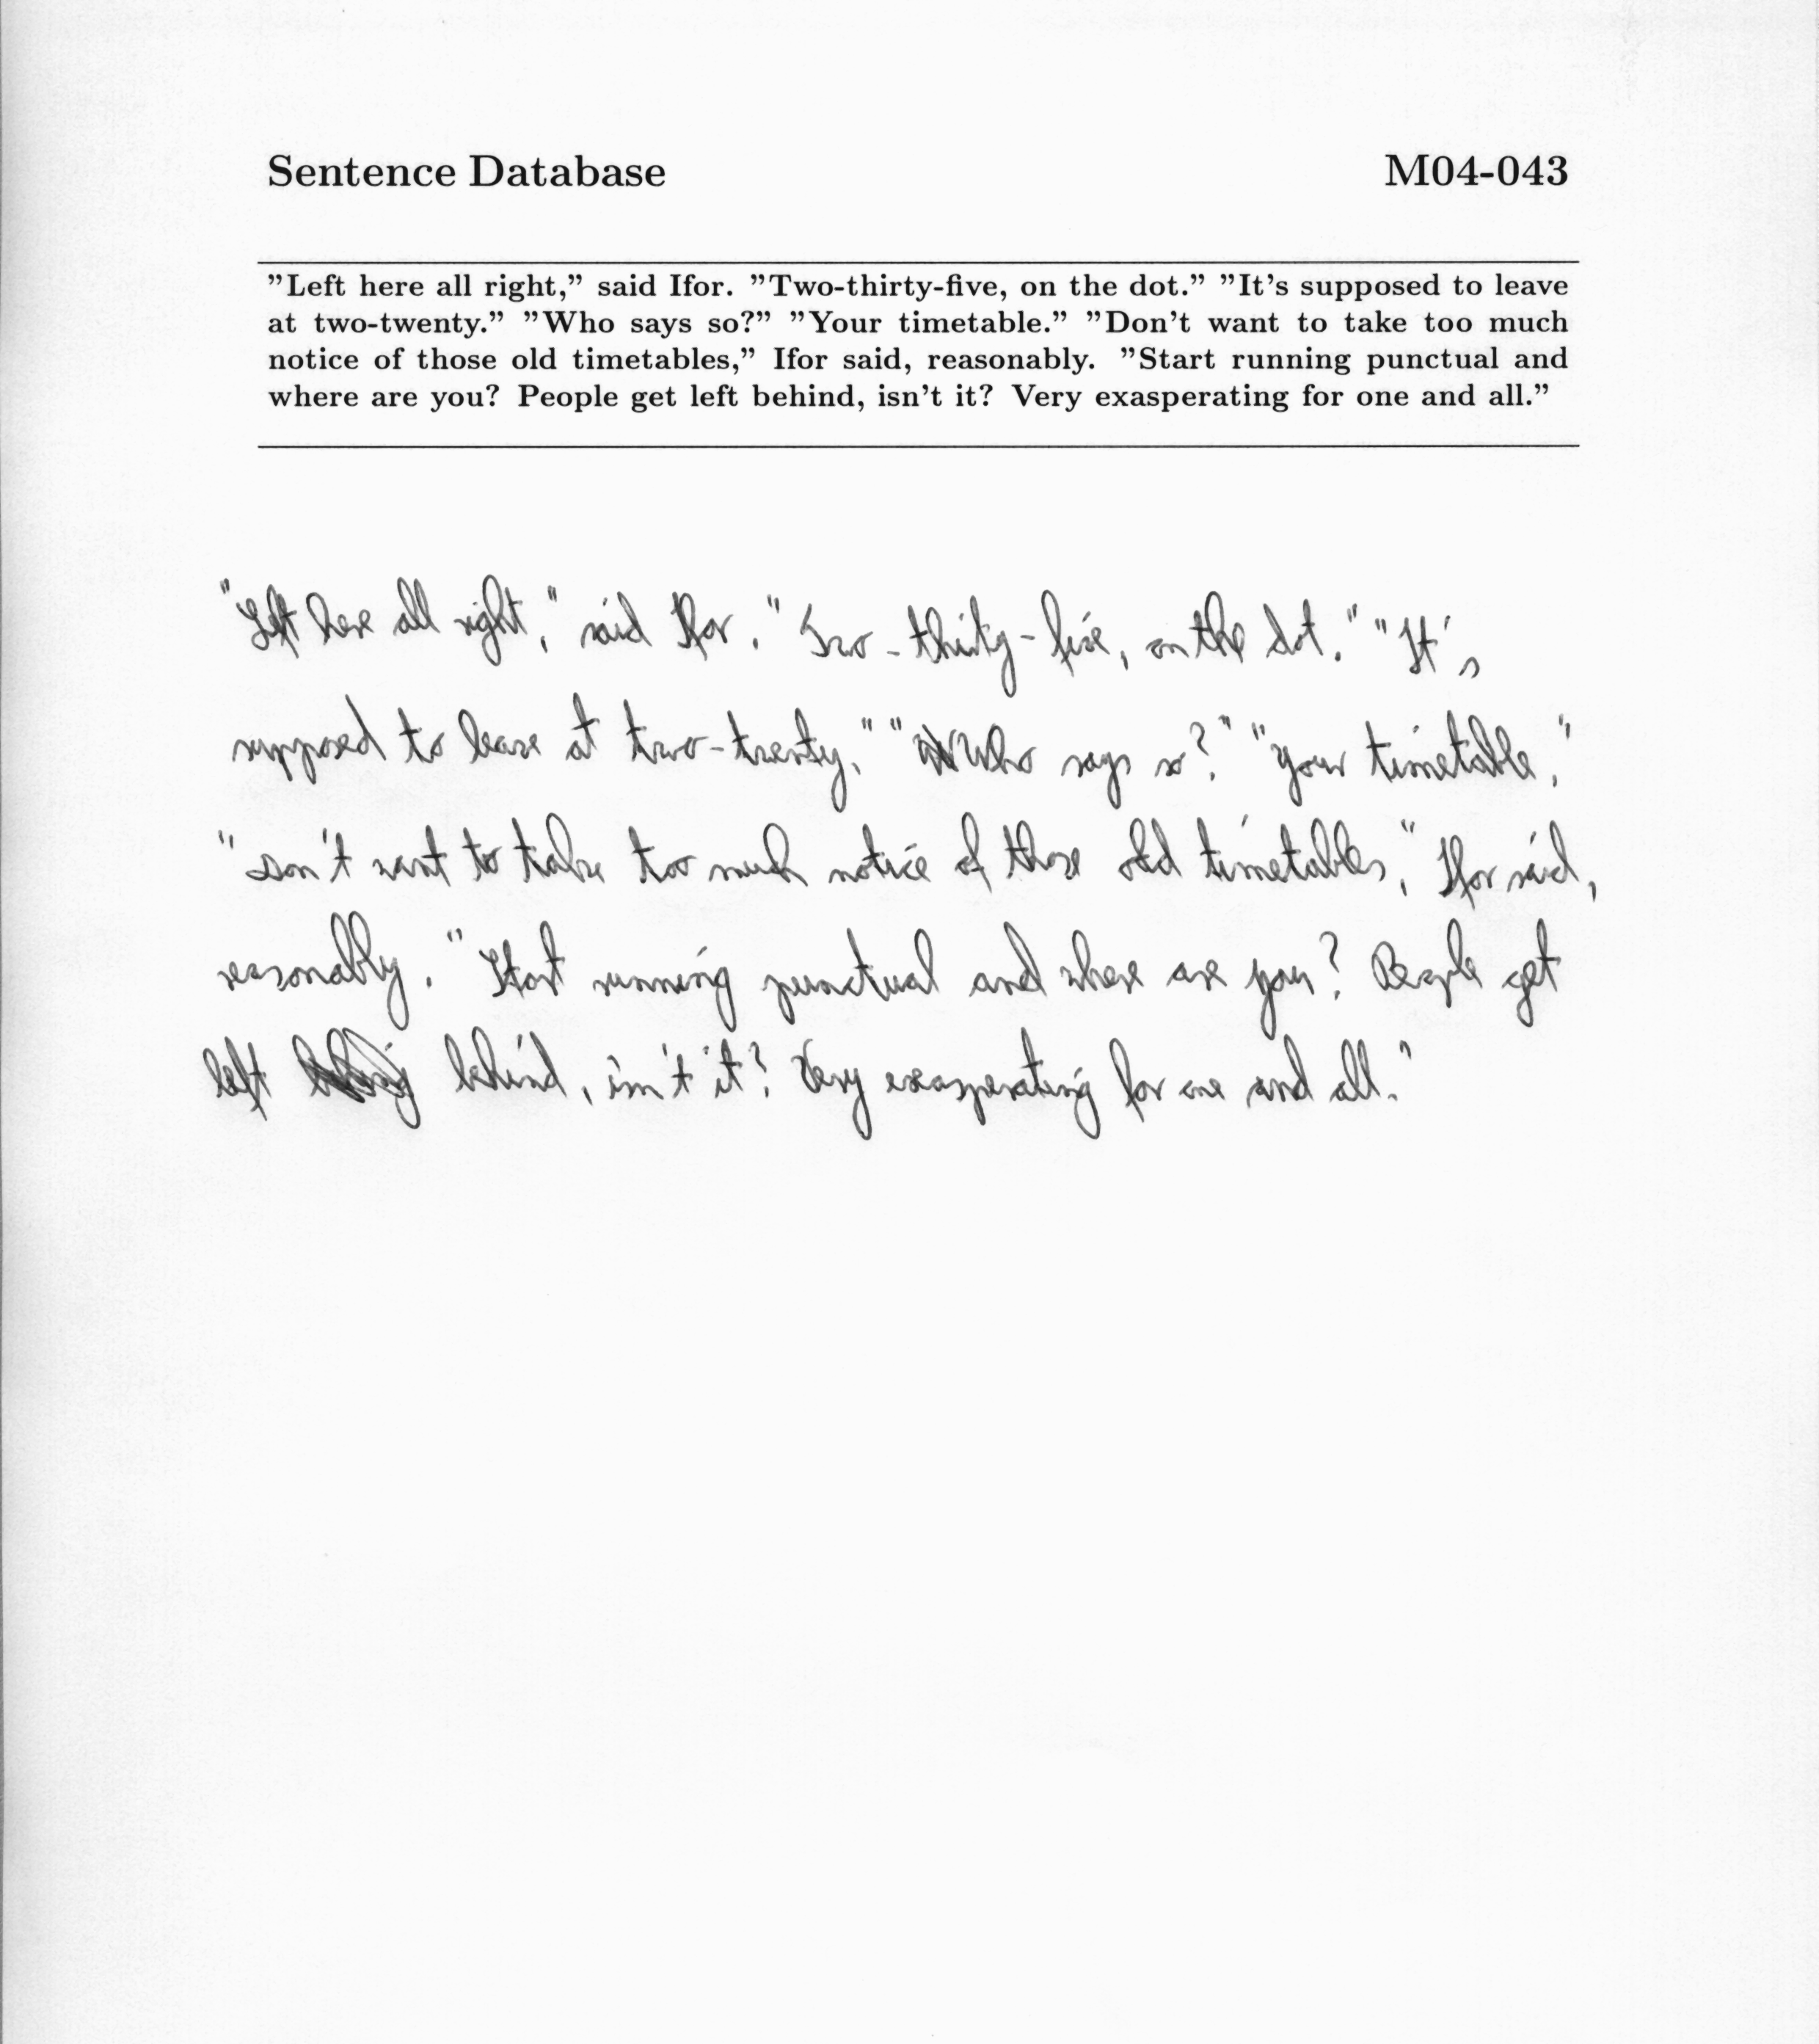 Sentence Database M04-043
"Left here all right," said Ifor. "Two-thirty-five, on the dot." "It's supposed to leave
at two-twenty." "Who says so?" "Your timetable." "Don't want to take too much
notice of those old timetables," Ifor said, reasonably. "Start running punctual and
where are you? People get left behind, isn't it? Very exasperating for one and all."
"Left here all right," said Ifor. "Two-thirty-five, on the dot." "It's
supposed to leave at two-twenty." "Who says so?" "Your timetable."
"Don't want to take too much notice of those old timetables," Ifor said,
reasonably. "Start running punctual and where are you? People get
left behind, isn't it? Very exasperating for one and all."